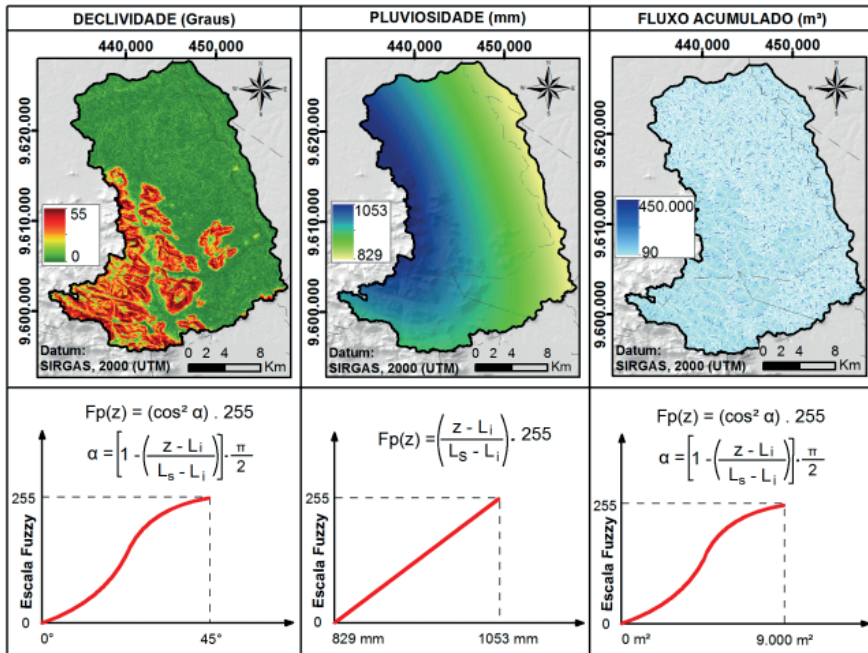 DECLIVIDADE (Graus)
440.000 450.000
N
W E
S
9.620.000
9.610.000
9.600.000
55
0
Datum:
SIRGAS, 2000 (UTM)
0 2 4 8
Km
PLUVIOSIDADE (mm)
440.000 450.000
N
W E
S
9.620.000
9.610.000
9.600.000
1053
829
Datum:
SIRGAS, 2000 (UTM)
0 2 4 8
Km
FLUXO ACUMULADO (m³)
440.000 450.000
N
W E
S
9.620.000
9.610.000
9.600.000
450.000
90
Datum:
SIRGAS, 2000 (UTM)
0 2 4 8
Km
Fp(z) = (cos² α) . 255
α = [1 - (z - Li / Ls - Li)] . π / 2
Escala Fuzzy
255
0
0° 45°
Fp(z) = (z - Li / LS - Li) . 255
Escala Fuzzy
255
0
829 mm 1053 mm
Fp(z) = (cos² α) . 255
α = [1 - (z - Li / Ls - Li)] . π / 2
Escala Fuzzy
255
0
0 m² 9.000 m²